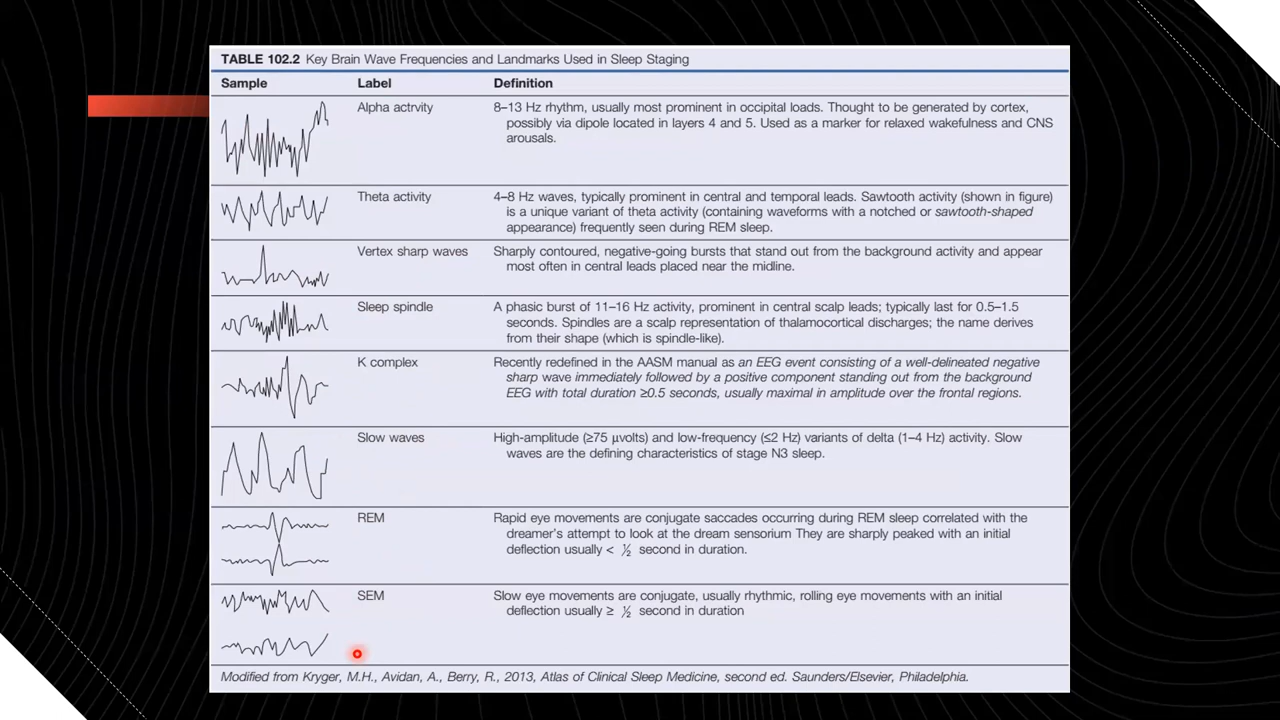 TABLE 102.2 Key Brain Wave Frequencies and Landmarks Used in Sleep Staging
Sample Label Definition
Alpha actrvity 8–13 Hz rhythm, usually most prominent in occipital loads. Thought to be generated by cortex,
possibly via dipole located in layers 4 and 5. Used as a marker for relaxed wakefulness and CNS
arousals.
Theta activity 4–8 Hz waves, typically prominent in central and temporal leads. Sawtooth activity (shown in figure)
is a unique variant of theta activity (containing waveforms with a notched or sawtooth-shaped
appearance) frequently seen during REM sleep.
Vertex sharp waves Sharply contoured, negative-going bursts that stand out from the background activity and appear
most often in central leads placed near the midline.
Sleep spindle A phasic burst of 11–16 Hz activity, prominent in central scalp leads; typically last for 0.5–1.5
seconds. Spindles are a scalp representation of thalamocortical discharges; the name derives
from their shape (which is spindle-like).
K complex Recently redefined in the AASM manual as an EEG event consisting of a well-delineated negative
sharp wave immediately followed by a positive component standing out from the background
EEG with total duration ≥0.5 seconds, usually maximal in amplitude over the frontal regions.
Slow waves High-amplitude (≥75 μvolts) and low-frequency (≤2 Hz) variants of delta (1–4 Hz) activity. Slow
waves are the defining characteristics of stage N3 sleep.
REM Rapid eye movements are conjugate saccades occurring during REM sleep correlated with the
dreamer's attempt to look at the dream sensorium They are sharply peaked with an initial
deflection usually < ½ second in duration.
SEM Slow eye movements are conjugate, usually rhythmic, rolling eye movements with an initial
deflection usually ≥ ½ second in duration
Modified from Kryger, M.H., Avidan, A., Berry, R., 2013, Atlas of Clinical Sleep Medicine, second ed. Saunders/Elsevier, Philadelphia.